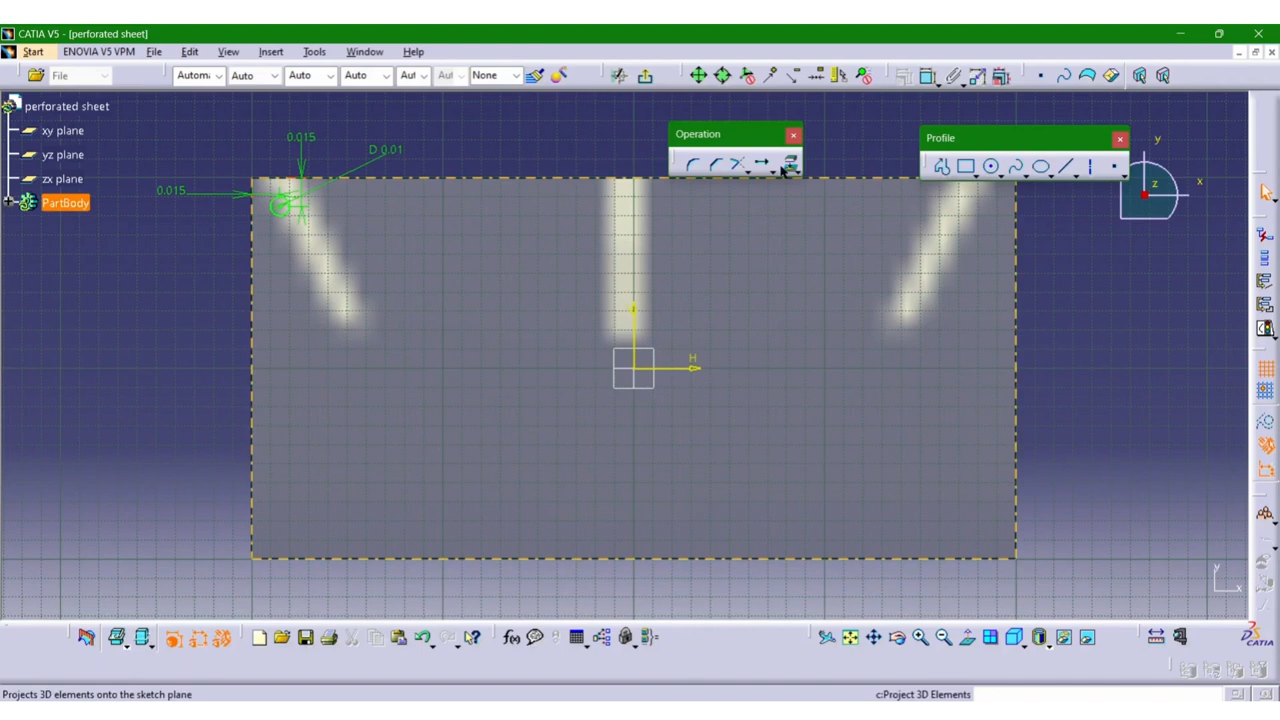 CATIA V5 - [perforated sheet]
Start ENOVIA V5 VPM File Edit View Insert Tools Window Help
File Autom Auto Auto Auto Aut Au None
perforated sheet
xy plane
yz plane
zx plane
PartBody
0.015
D 0.01
0.015
Operation
Profile
y
z
x
H
y
x
f(x)
CATIA
Projects 3D elements onto the sketch plane
c:Project 3D Elements